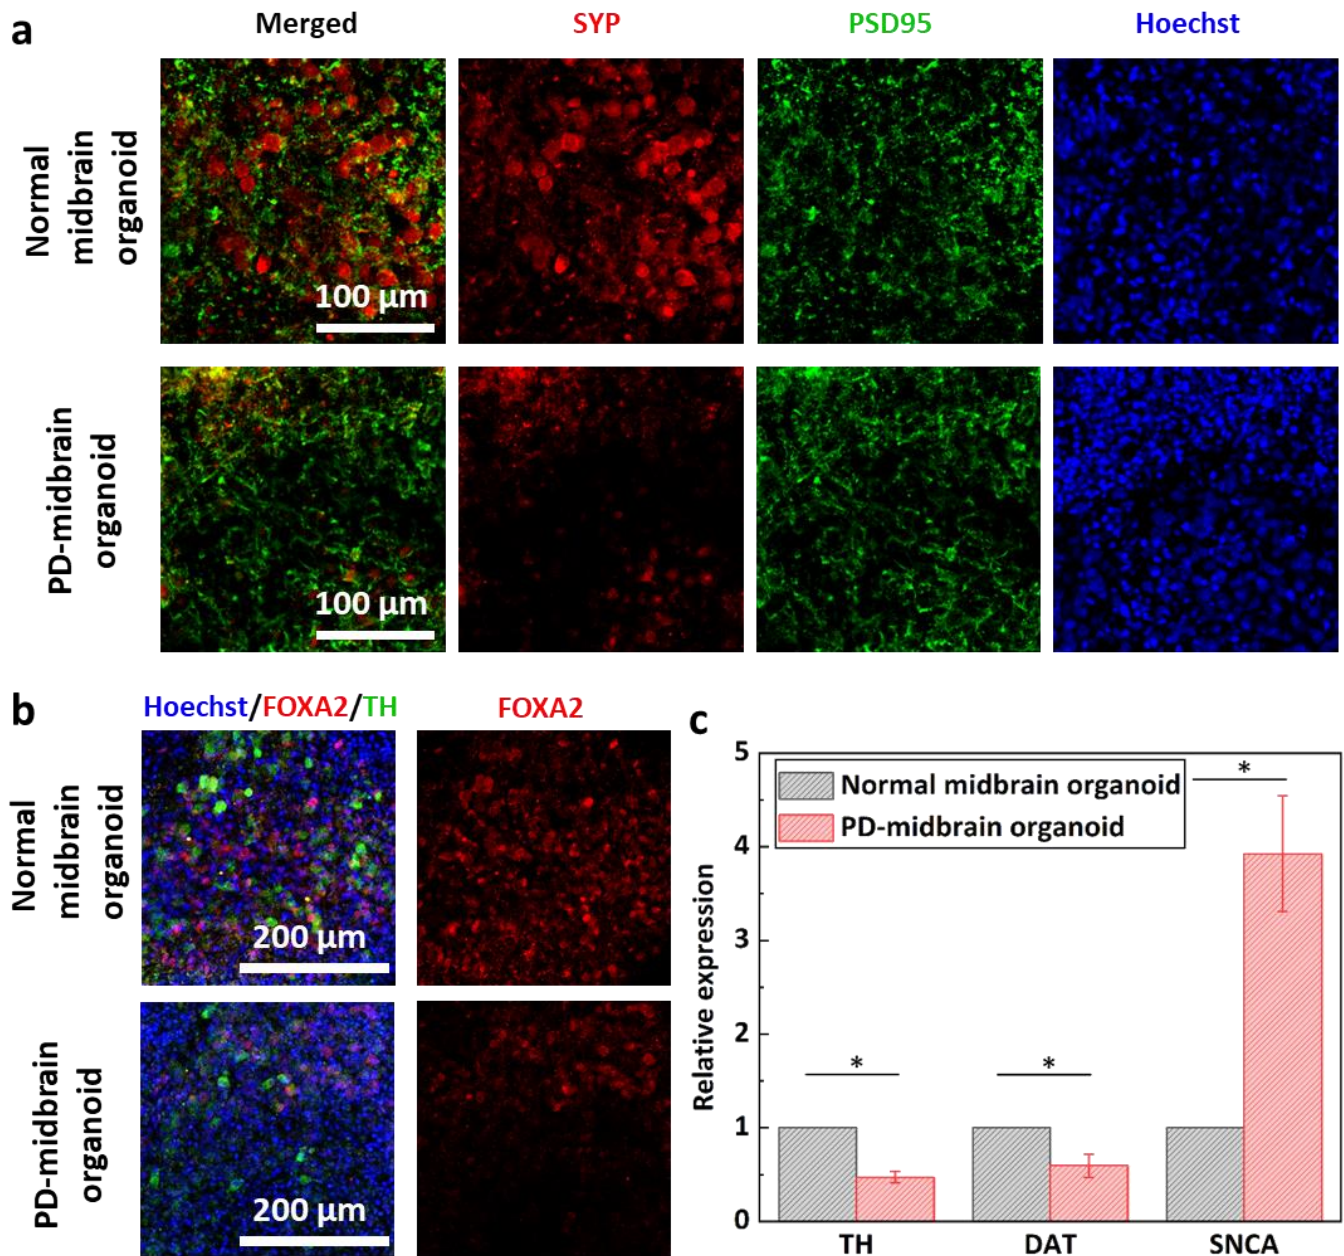 a
Merged
SYP
PSD95
Hoechst
Normal
midbrain
organoid
100 µm
PD-midbrain
organoid
100 µm
b
Hoechst/FOXA2/TH
FOXA2
Normal
midbrain
organoid
200 µm
PD-midbrain
organoid
200 µm
c
Relative expression
5
4
3
2
1
0
Normal midbrain organoid
PD-midbrain organoid
*
*
*
TH
DAT
SNCA